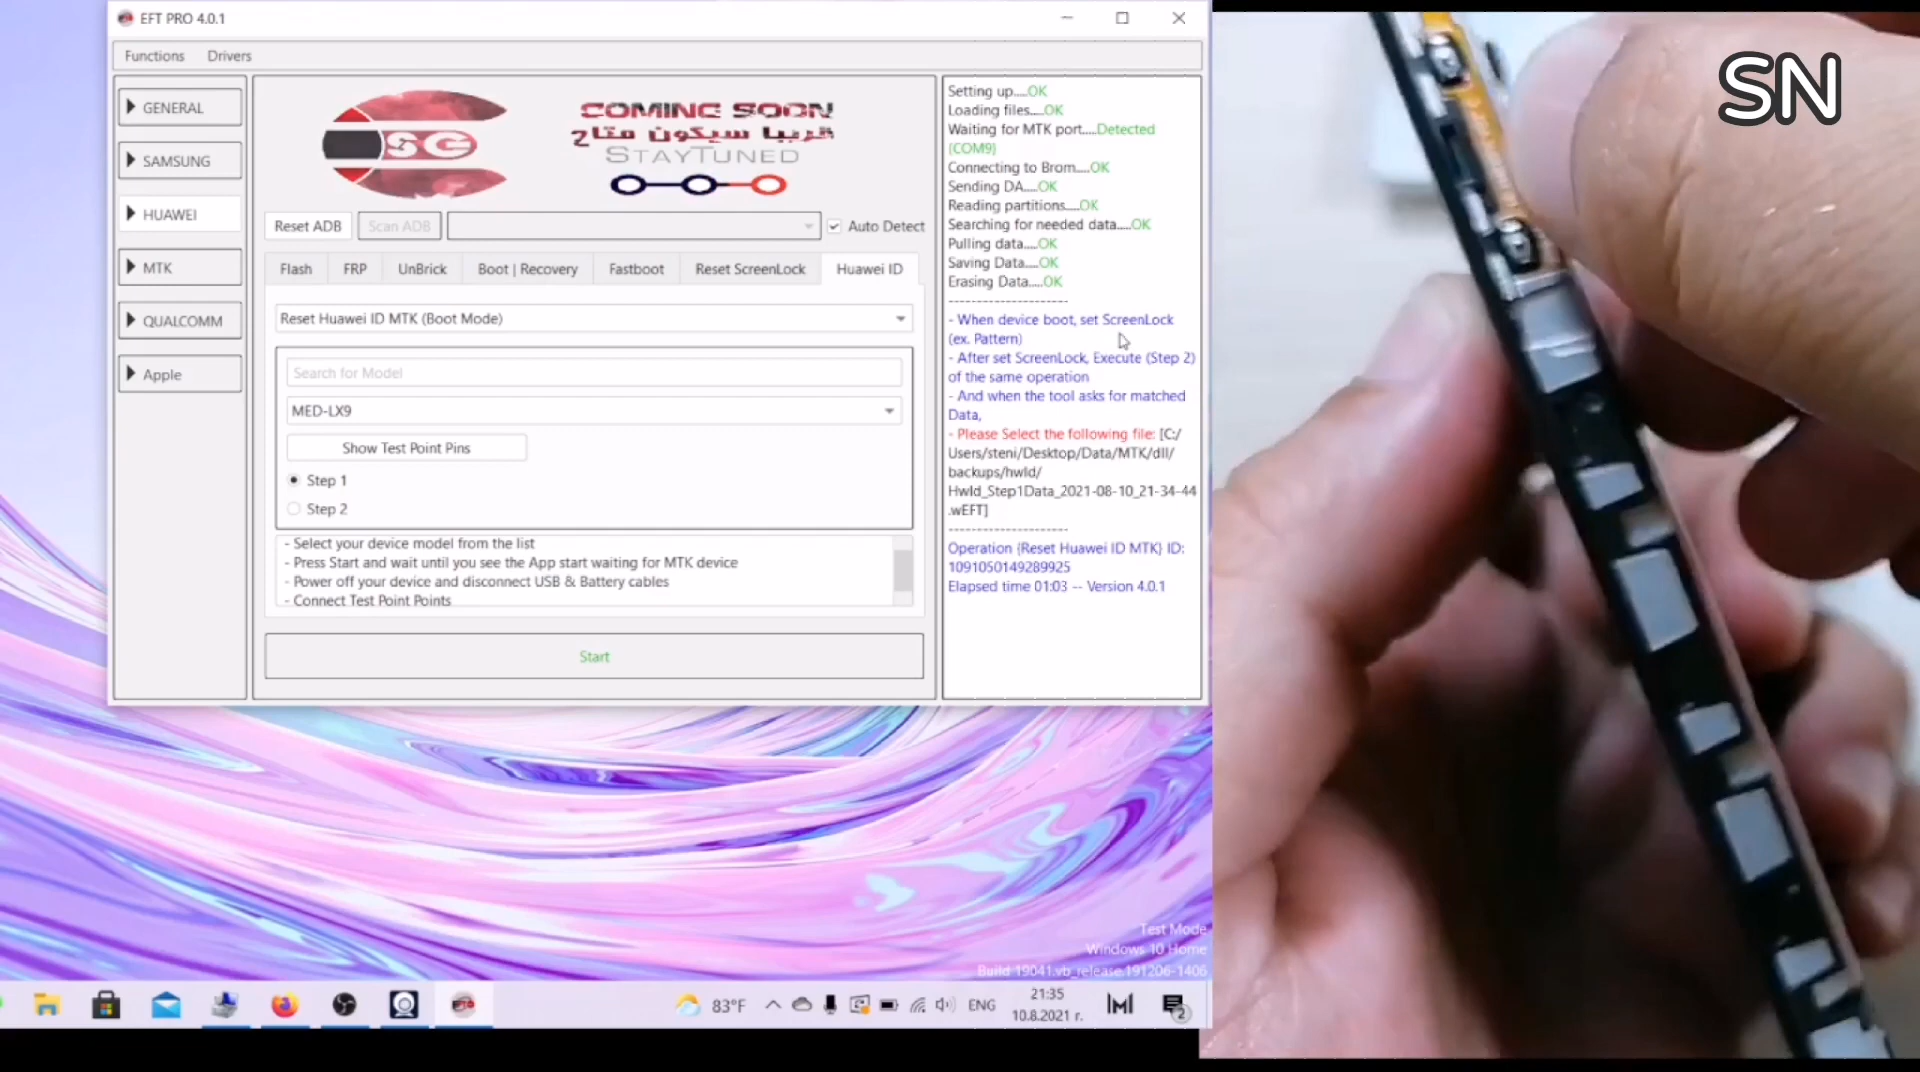 EFT PRO 4.0.1
Functions Drivers
GENERAL
SAMSUNG
HUAWEI
MTK
QUALCOMM
Apple
SG
COMING SOON
قريبا سيكون متاح
STAYTUNED
Reset ADB Scan ADB Auto Detect
Flash FRP UnBrick Boot | Recovery Fastboot Reset ScreenLock Huawei ID
Reset Huawei ID MTK (Boot Mode)
Search for Model
MED-LX9
Show Test Point Pins
Step 1
Step 2
- Select your device model from the list
- Press Start and wait until you see the App start waiting for MTK device
- Power off your device and disconnect USB & Battery cables
- Connect Test Point Points
Start
Setting up....OK
Loading files....OK
Waiting for MTK port....Detected
(COM9)
Connecting to Brom....OK
Sending DA....OK
Reading partitions....OK
Searching for needed data....OK
Pulling data....OK
Saving Data....OK
Erasing Data....OK
---------------------
- When device boot, set ScreenLock
(ex. Pattern)
- After set ScreenLock, Execute (Step 2)
of the same operation
- And when the tool asks for matched
Data,
- Please Select the following file: [C:/
Users/steni/Desktop/Data/MTK/dll/
backups/hwId/
HwId_Step1Data_2021-08-10_21-34-44
.wEFT]
---------------------
Operation (Reset Huawei ID MTK) ID:
1091050149289925
Elapsed time 01:03 -- Version 4.0.1
Test Mode
Windows 10 Home
Build 19041.vb_release.191206-1406
83°F ENG 21:35
10.8.2021 г.
2
SN